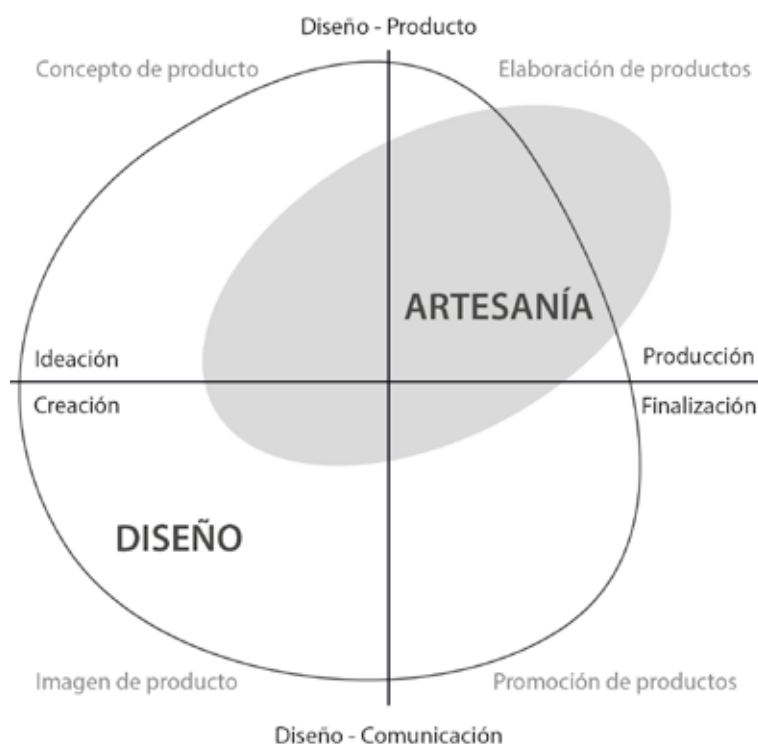 Diseño - Producto
Concepto de producto
Elaboración de productos
ARTESANÍA
Ideación
Producción
Creación
Finalización
DISEÑO
Imagen de producto
Promoción de productos
Diseño - Comunicación